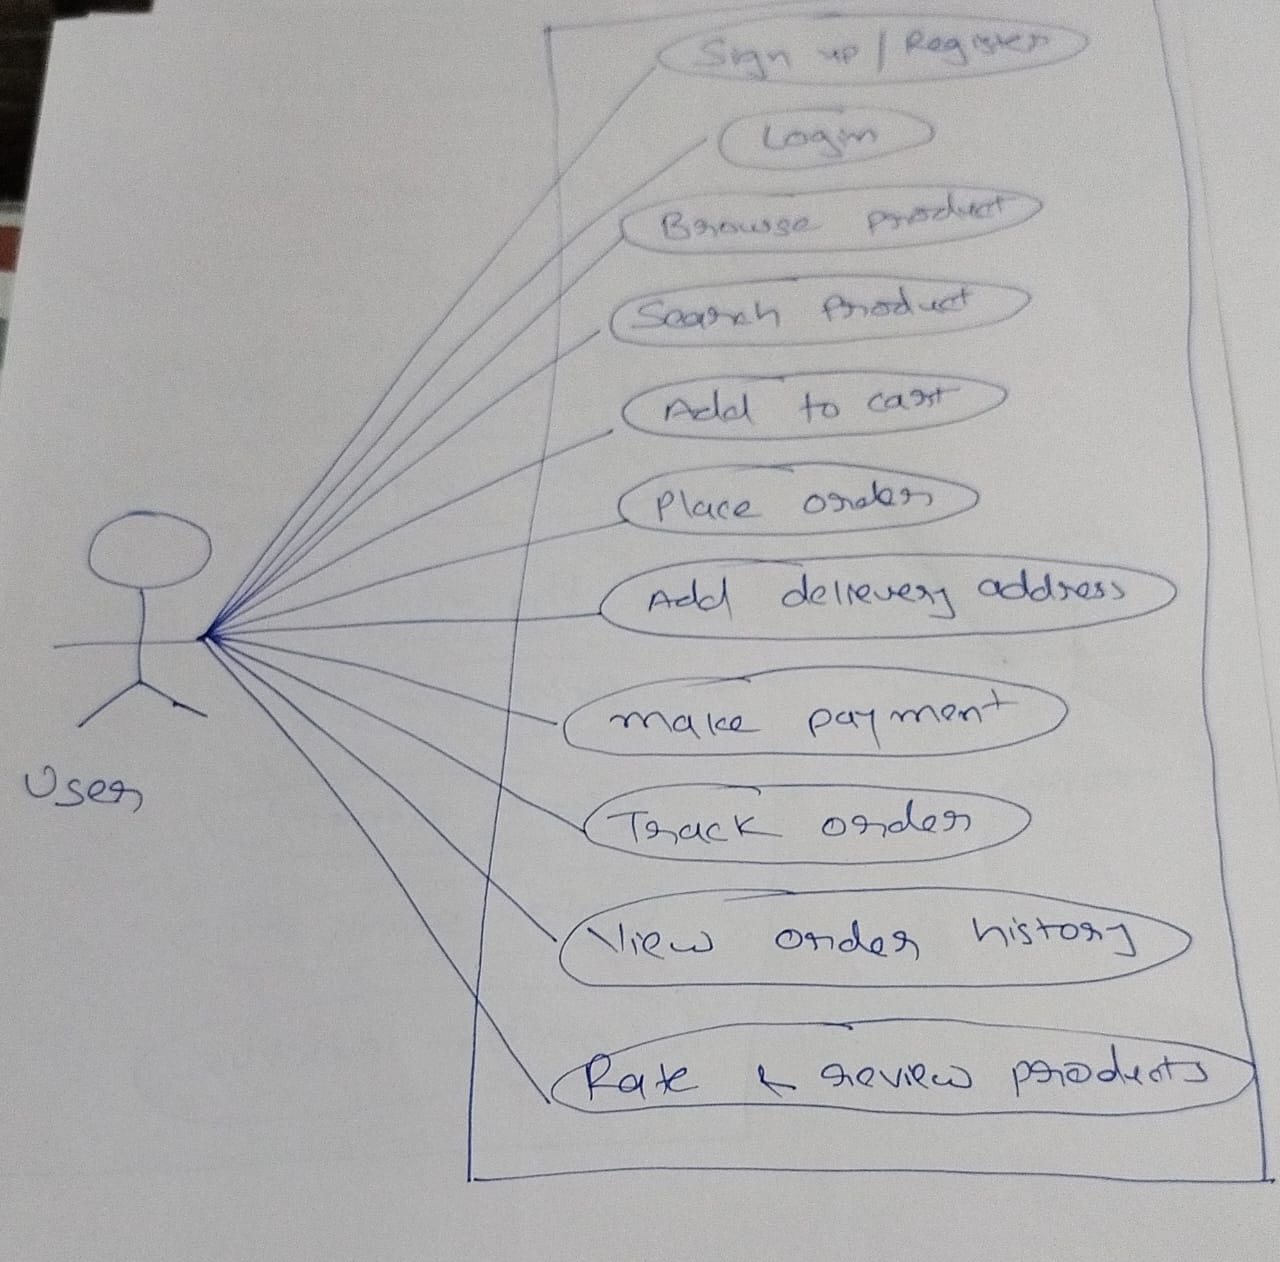 Sign up / Register
Login
Browse product
Search Product
Add to cart
Place order
Add delievery address
make payment
Track order
View order history
Rate & review products
User